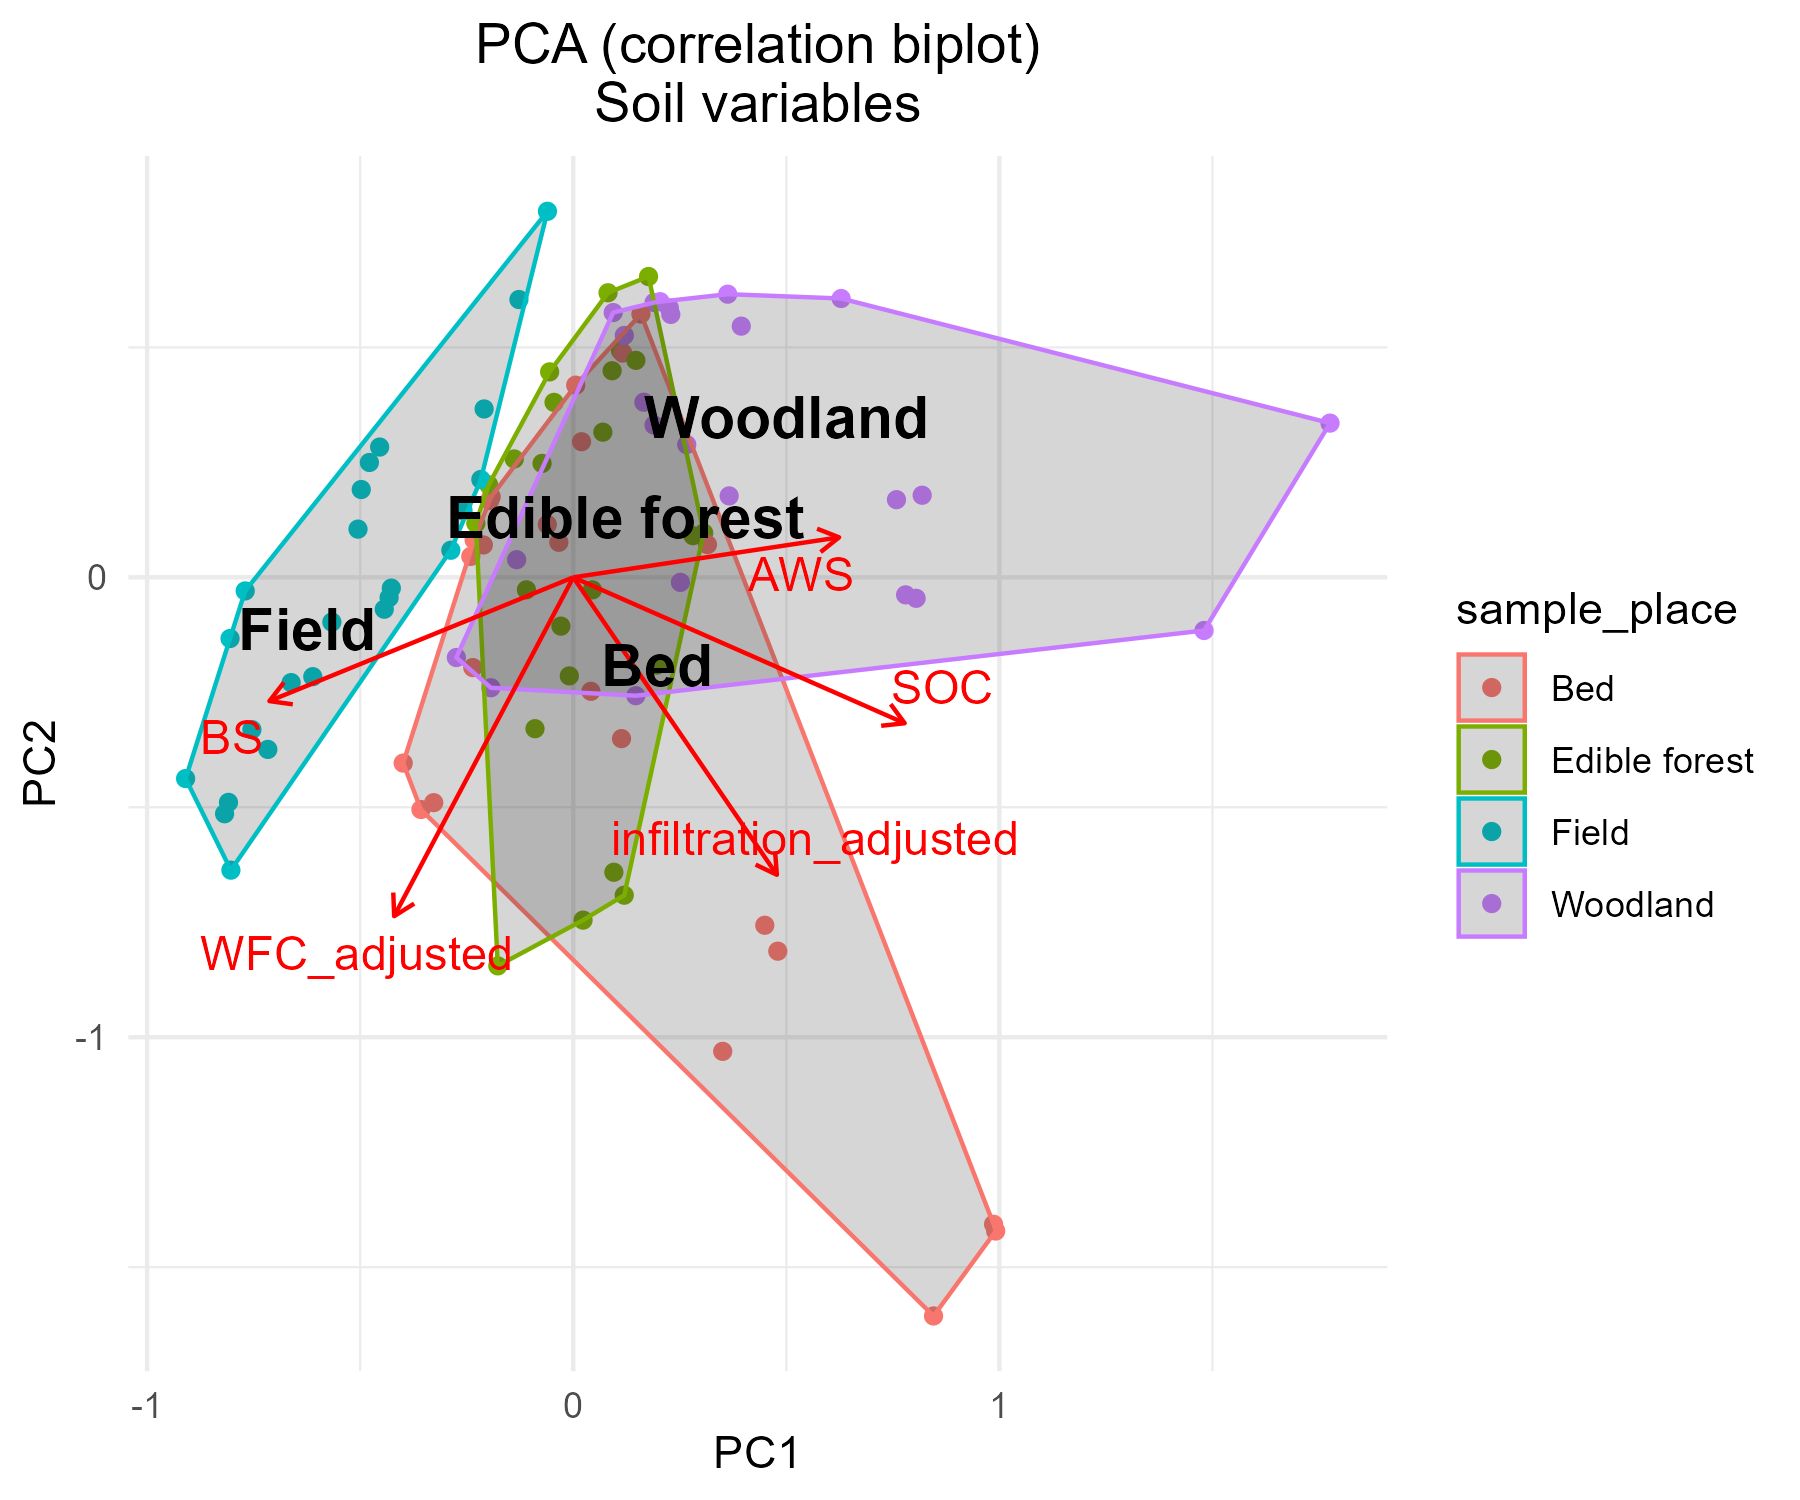 PCA (correlation biplot)
Soil variables
Woodland
Edible forest
AWS
Field
Bed
SOC
BS
infiltration_adjusted
WFC_adjusted
PC2
0
-1
-1
0
1
PC1
sample_place
Bed
Edible forest
Field
Woodland